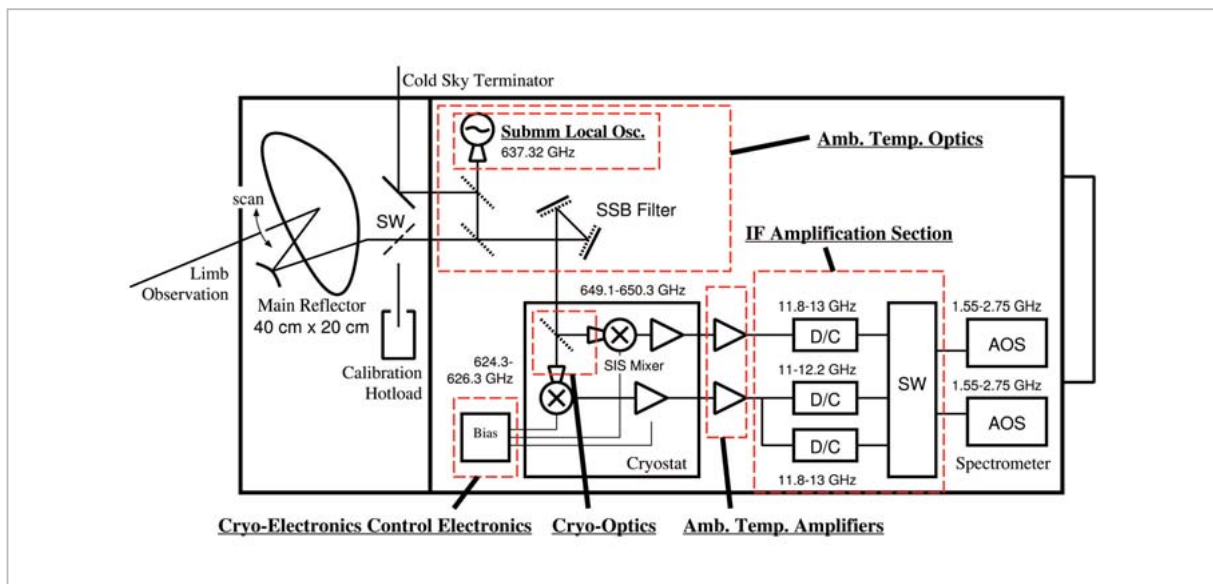 Cold Sky Terminator
Submm Local Osc.
637.32 GHz
Amb. Temp. Optics
scan
SW
SSB Filter
IF Amplification Section
Limb
Observation
Main Reflector
40 cm x 20 cm
649.1-650.3 GHz
11.8-13 GHz
1.55-2.75 GHz
D/C
AOS
SIS Mixer
Calibration
Hotload
624.3-
626.3 GHz
11-12.2 GHz
SW
1.55-2.75 GHz
D/C
AOS
Bias
D/C
Cryostat
Spectrometer
11.8-13 GHz
Cryo-Electronics Control Electronics
Cryo-Optics
Amb. Temp. Amplifiers